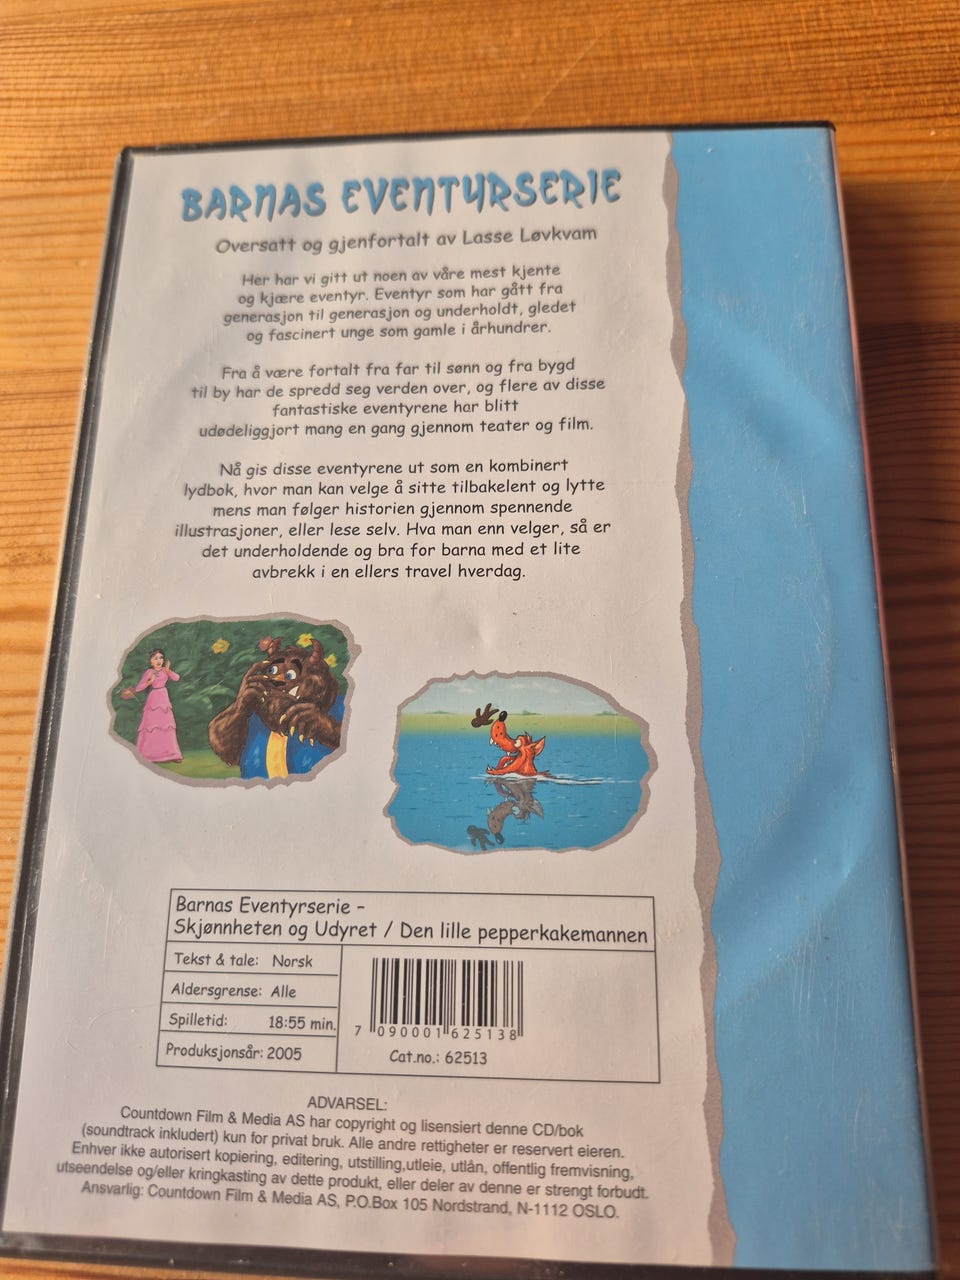 BARNAS EVENTYRSERIE
Oversatt og gjenfortalt av Lasse Løvkvam
Her har vi gitt ut noen av våre mest kjente
og kjære eventyr. Eventyr som har gått fra
generasjon til generasjon og underholdt, gledet
og fascinert unge som gamle i århundrer.
Fra å være fortalt fra far til sønn og fra bygd
til by har de spredd seg verden over, og flere av disse
fantastiske eventyrene har blitt
udødeliggjort mang en gang gjennom teater og film.
Nå gis disse eventyrene ut som en kombinert
lydbok, hvor man kan velge å sitte tilbakelent og lytte
mens man følger historien gjennom spennende
illustrasjoner, eller lese selv. Hva man enn velger, så er
det underholdende og bra for barna med et lite
avbrekk i en ellers travel hverdag.
Barnas Eventyrserie -
Skjønnheten og Udyret / Den lille pepperkakemannen
Tekst & tale: Norsk
Aldersgrense: Alle
Spilletid: 18:55 min.
Produksjonsår: 2005
7 090001 625138
Cat.no.: 62513
ADVARSEL:
Countdown Film & Media AS har copyright og lisensiert denne CD/bok
(soundtrack inkludert) kun for privat bruk. Alle andre rettigheter er reservert eieren.
Enhver ikke autorisert kopiering, editering, utstilling,utleie, utlån, offentlig fremvisning,
utseendelse og/eller kringkasting av dette produkt, eller deler av denne er strengt forbudt.
Ansvarlig: Countdown Film & Media AS, P.O.Box 105 Nordstrand, N-1112 OSLO.